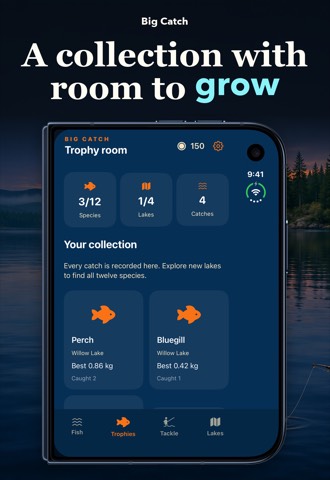 Big Catch
A collection with
room to grow
BIG CATCH
Trophy room
150
9:41
3/12
Species
1/4
Lakes
4
Catches
Your collection
Every catch is recorded here. Explore new lakes
to find all twelve species.
Perch
Willow Lake
Best 0.86 kg
Caught 2
Bluegill
Willow Lake
Best 0.42 kg
Caught 1
Fish
Trophies
Tackle
Lakes